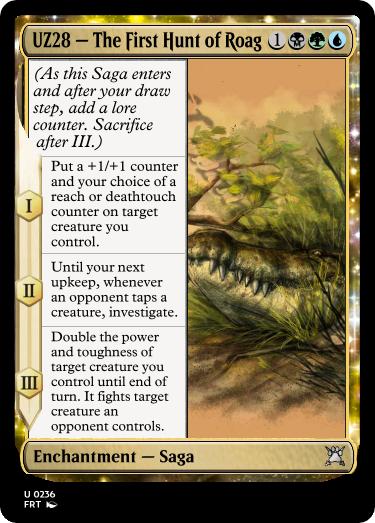 UZ28 — The First Hunt of Roag 1
(As this Saga enters
and after your draw
step, add a lore
counter. Sacrifice
after III.)
I
Put a +1/+1 counter
and your choice of a
reach or deathtouch
counter on target
creature you
control.
II
Until your next
upkeep, whenever
an opponent taps a
creature, investigate.
III
Double the power
and toughness of
target creature you
control until end of
turn. It fights target
creature an
opponent controls.
Enchantment — Saga
U 0236
FRT